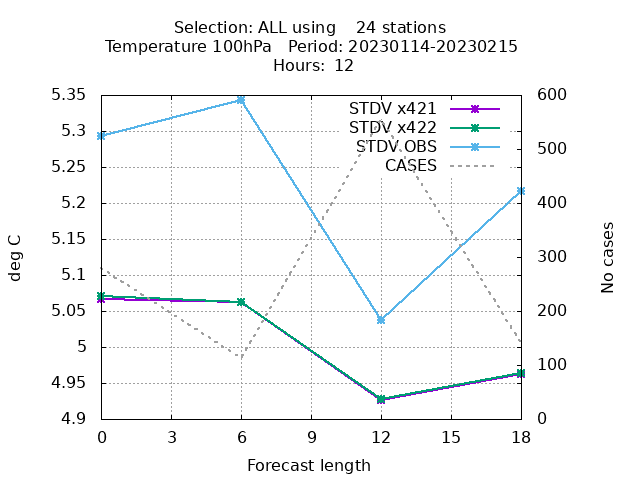 Selection: ALL using    24 stations
Temperature 100hPa   Period: 20230114-20230215
Hours: 12
STDV x421
STDV x422
STDV OBS
CASES
5.35
5.3
5.25
5.2
5.15
5.1
5.05
5
4.95
4.9
600
500
400
300
200
100
0
deg C
No cases
0 3 6 9 12 15 18
Forecast length